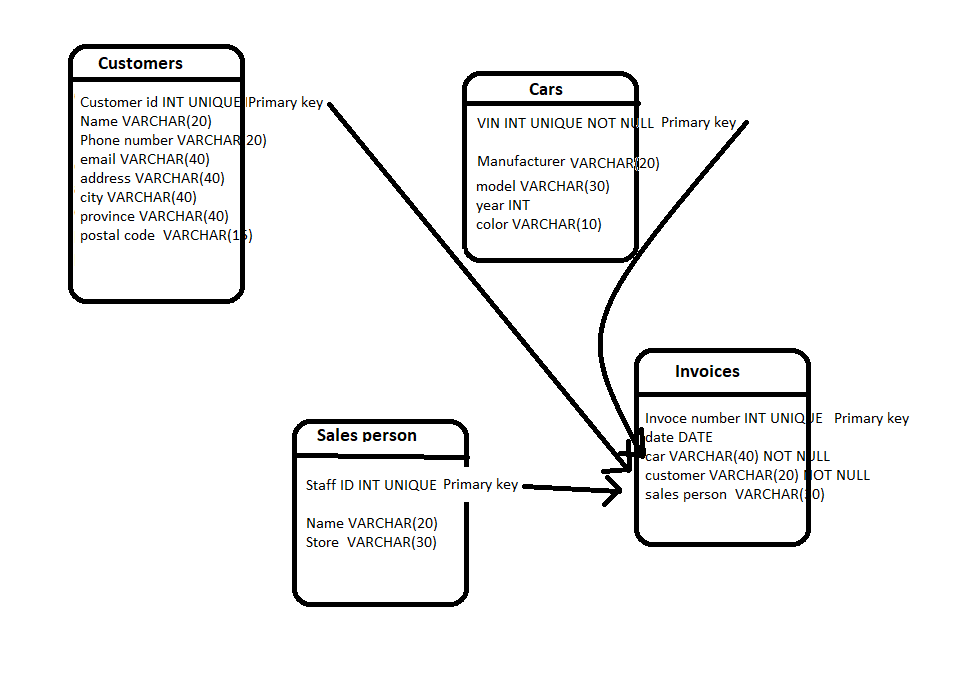 Customers
Customer id INT UNIQUE Primary key
Name VARCHAR(20)
Phone number VARCHAR(20)
email VARCHAR(40)
address VARCHAR(40)
city VARCHAR(40)
province VARCHAR(40)
postal code VARCHAR(15)
Cars
VIN INT UNIQUE NOT NULL Primary key
Manufacturer VARCHAR(20)
model VARCHAR(30)
year INT
color VARCHAR(10)
Sales person
Staff ID INT UNIQUE Primary key
Name VARCHAR(20)
Store VARCHAR(30)
Invoices
Invoce number INT UNIQUE Primary key
date DATE
car VARCHAR(40) NOT NULL
customer VARCHAR(20) NOT NULL
sales person